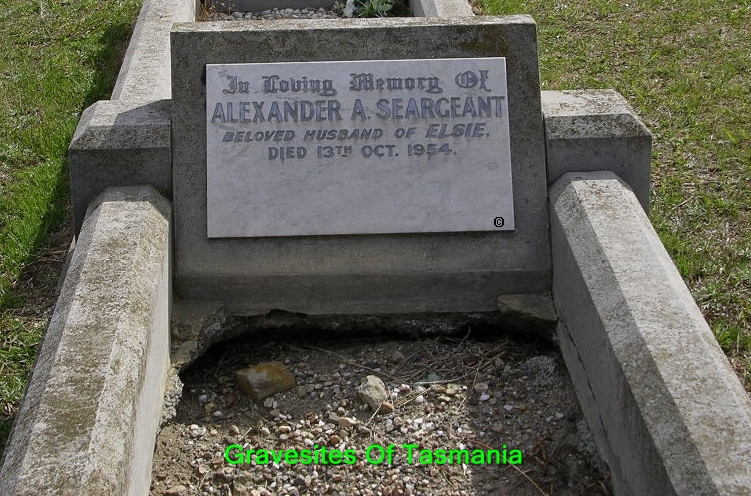 In Loving Memory Of
ALEXANDER A. SEARGEANT
BELOVED HUSBAND OF ELSIE.
DIED 13TH OCT. 1954.
©
Gravesites Of Tasmania